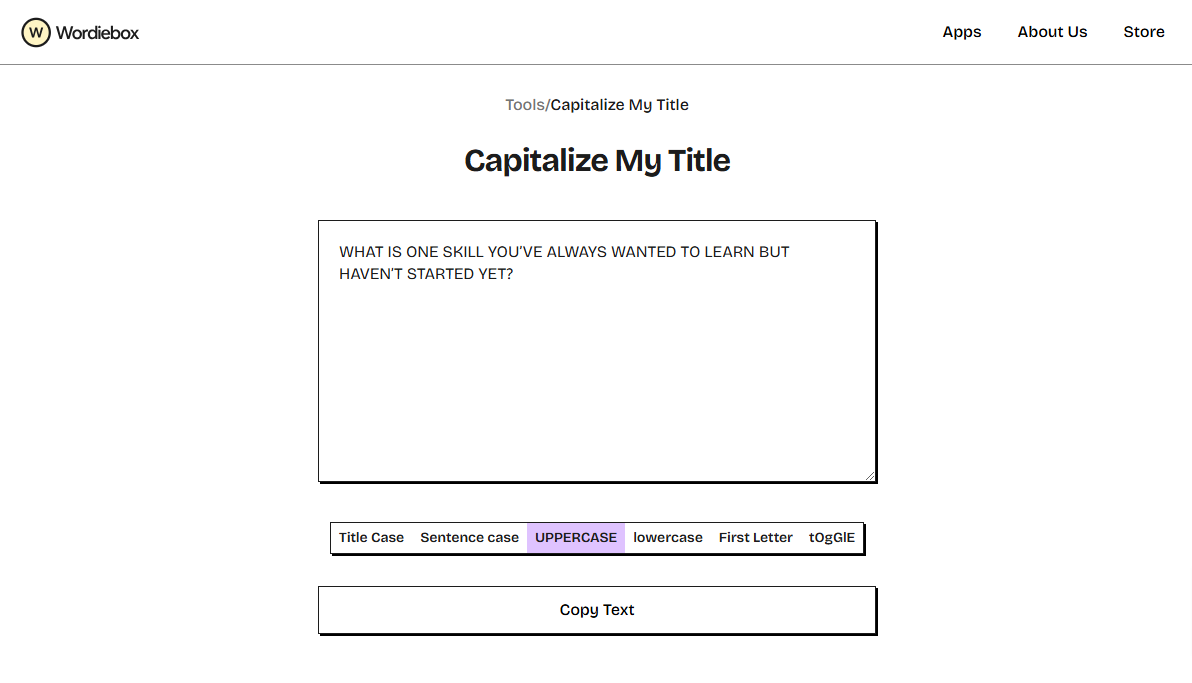 W Wordiebox
Apps About Us Store
Tools/Capitalize My Title
Capitalize My Title
WHAT IS ONE SKILL YOU’VE ALWAYS WANTED TO LEARN BUT
HAVEN’T STARTED YET?
Title Case Sentence case UPPERCASE lowercase First Letter tOgGlE
Copy Text